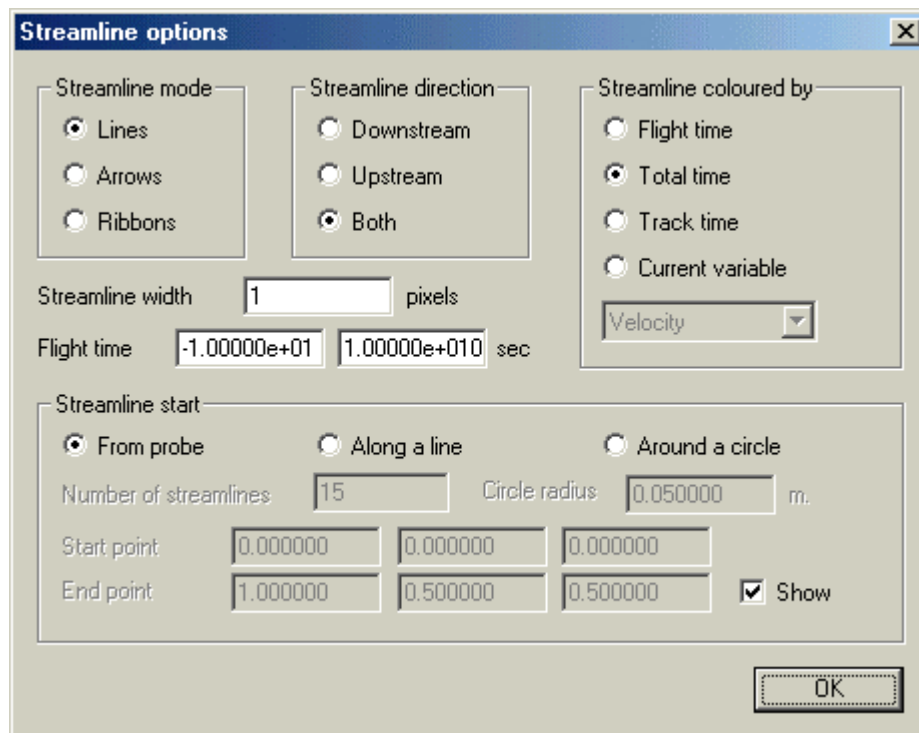 Streamline options
Streamline mode
Lines
Arrows
Ribbons
Streamline direction
Downstream
Upstream
Both
Streamline coloured by
Flight time
Total time
Track time
Current variable
Velocity
Streamline width 1 pixels
Flight time -1.00000e+01 1.00000e+010 sec
Streamline start
From probe Along a line Around a circle
Number of streamlines 15 Circle radius 0.050000 m.
Start point 0.000000 0.000000 0.000000
End point 1.000000 0.500000 0.500000 Show
OK